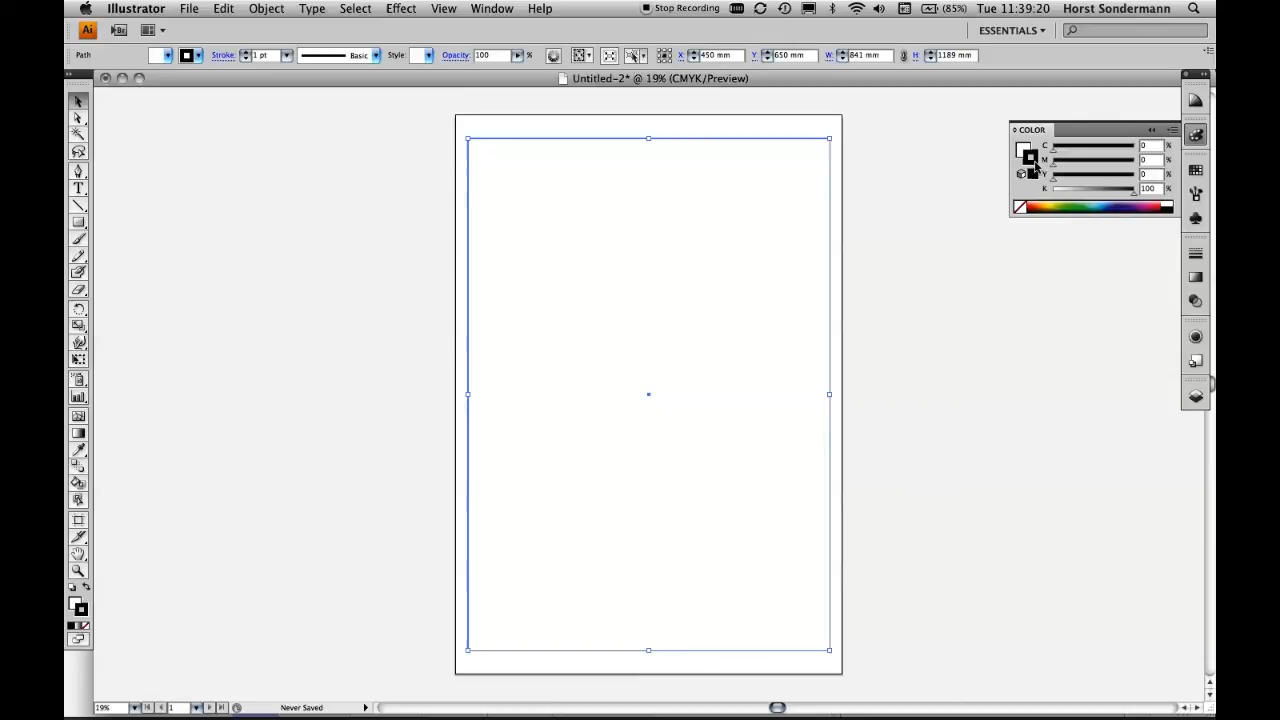 Illustrator File Edit Object Type Select Effect View Window Help Stop Recording (85%) Tue 11:39:20 Horst Sondermann
Ai Br ESSENTIALS
Path Stroke: 1 pt Basic Style: Opacity: 100 % X: 450 mm Y: 650 mm W: 841 mm H: 1189 mm
Untitled-2* @ 19% (CMYK/Preview)
COLOR
C 0 %
M 0 %
Y 0 %
K 100 %
T
19% 1 Never Saved